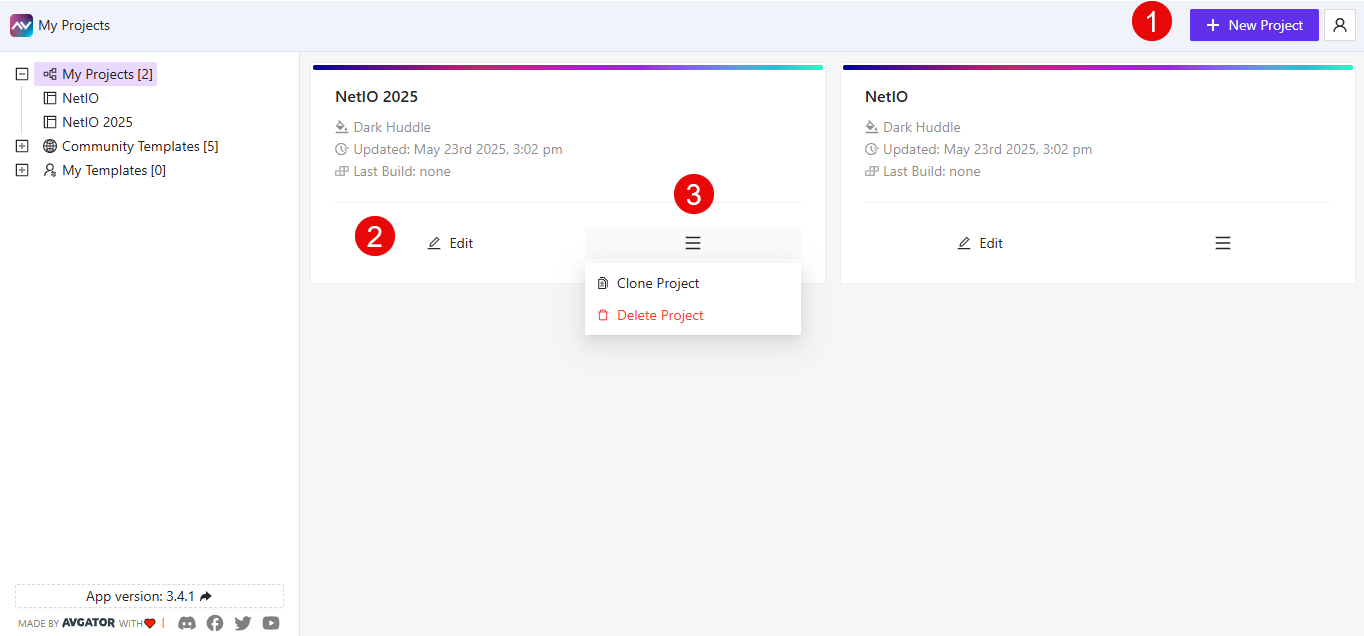 My Projects
1
New Project
My Projects [2]
NetIO
NetIO 2025
Community Templates [5]
My Templates [0]
NetIO 2025
Dark Huddle
Updated: May 23rd 2025, 3:02 pm
Last Build: none
2
Edit
3
Clone Project
Delete Project
NetIO
Dark Huddle
Updated: May 23rd 2025, 3:02 pm
Last Build: none
Edit
App version: 3.4.1
MADE BY AVGATOR WITH